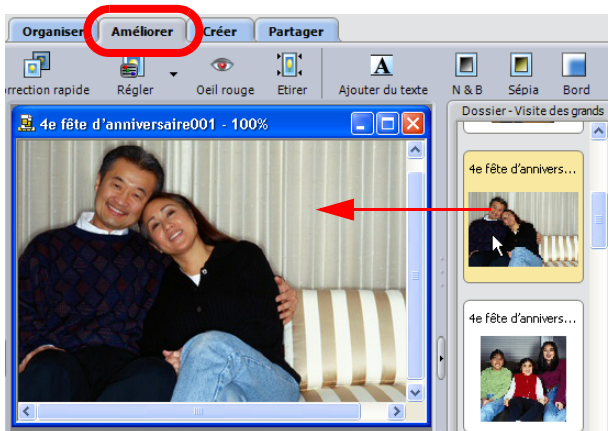 Organiser Améliorer Créer Partager
rrection rapide Régler Oeil rouge Etirer Ajouter du texte N & B Sépia Bord
Dossier - Visite des grands
4e fête d'anniversaire001 - 100%
4e fête d'annivers...
4e fête d'annivers...